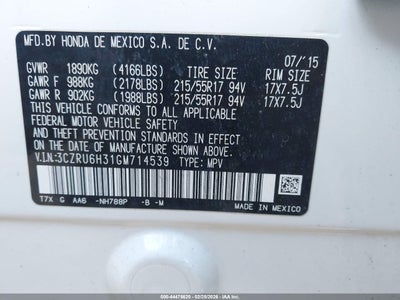 MFD.BY HONDA DE MEXICO S.A. DE C.V. 07/'15
GVWR 1890KG (4166LBS) TIRE SIZE RIM SIZE
GAWR F 988KG (2178LBS) 215/55R17 94V 17X7.5J
GAWR R 902KG (1988LBS) 215/55R17 94V 17X7.5J
THIS VEHICLE CONFORMS TO ALL APPLICABLE
FEDERAL MOTOR VEHICLE SAFETY AND THEFT
PREVENTION STANDARDS IN EFFECT ON THE
DATE OF MANUFACTURE SHOWN ABOVE.
V.I.N:3CZRU6H31GM714539 TYPE: MPV
T7X G AA6 -NH788P -B -M
MADE IN MEXICO